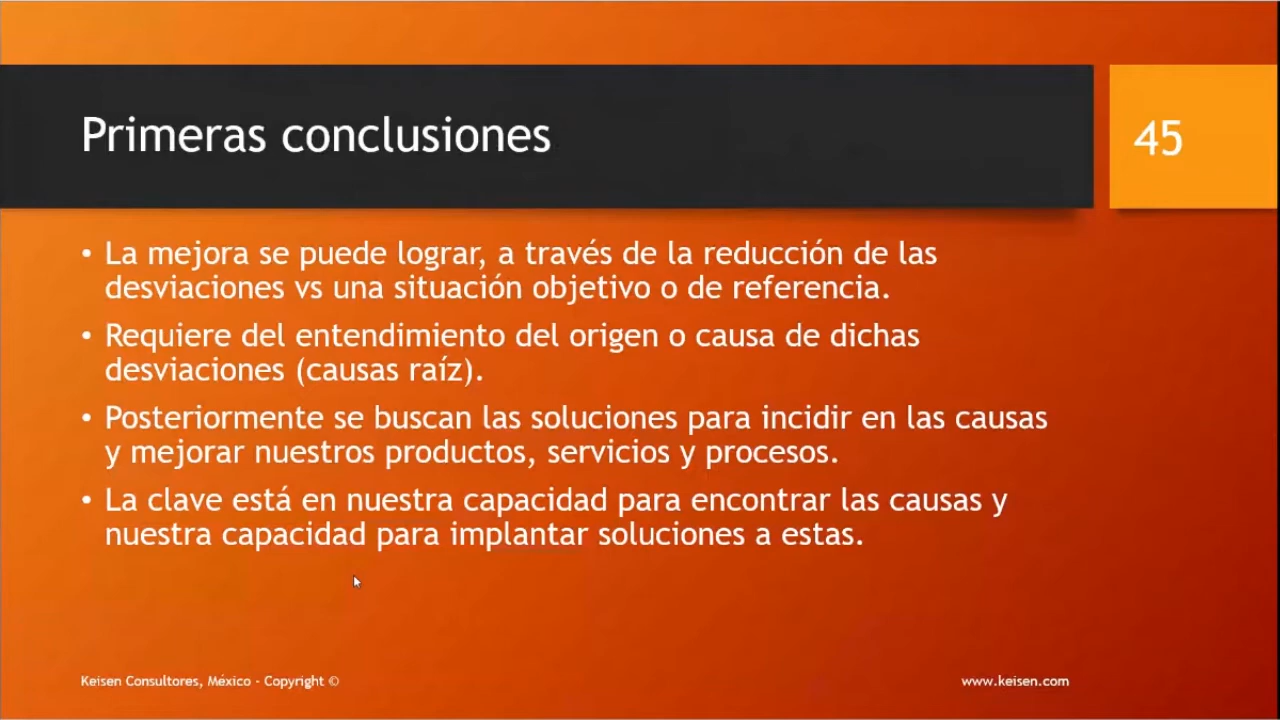 Primeras conclusiones
45
• La mejora se puede lograr, a través de la reducción de las
desviaciones vs una situación objetivo o de referencia.
• Requiere del entendimiento del origen o causa de dichas
desviaciones (causas raíz).
• Posteriormente se buscan las soluciones para incidir en las causas
y mejorar nuestros productos, servicios y procesos.
• La clave está en nuestra capacidad para encontrar las causas y
nuestra capacidad para implantar soluciones a estas.
Keisen Consultores, México - Copyright ©
www.keisen.com